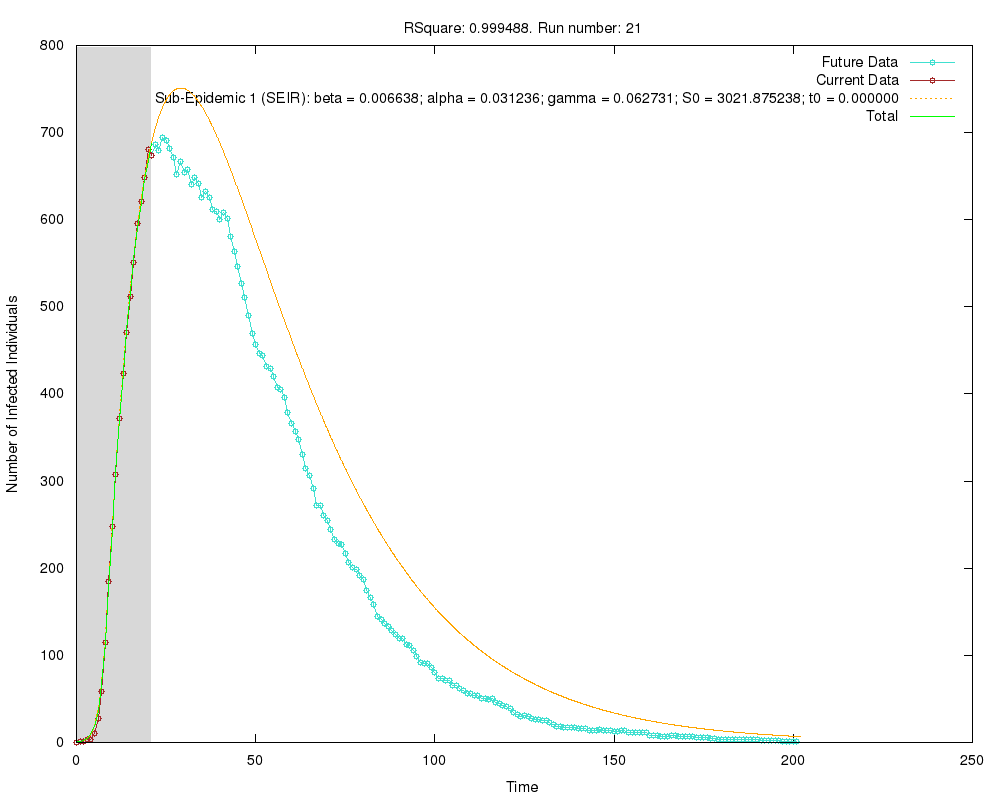 RSquare: 0.999488. Run number: 21
800
700
600
500
400
300
200
100
0
Number of Infected Individuals
Future Data
Current Data
Sub-Epidemic 1 (SEIR): beta = 0.006638; alpha = 0.031236; gamma = 0.062731; S0 = 3021.875238; t0 = 0.000000
Total
0 50 100 150 200 250
Time